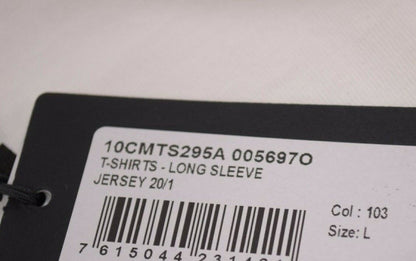 10CMTS295A 005697O
T-SHIRTS - LONG SLEEVE
JERSEY 20/1
Col : 103
Size: L